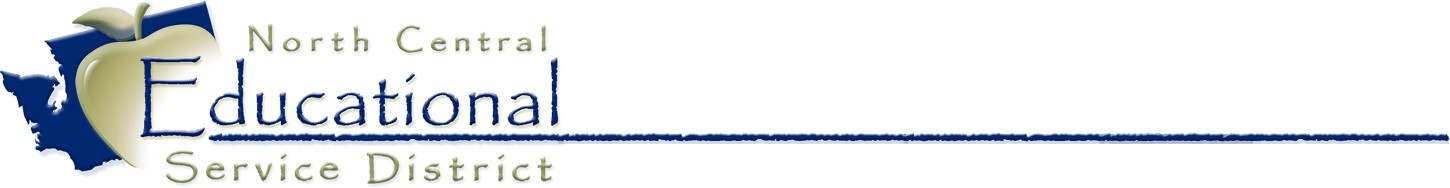 North Central
Educational
Service District